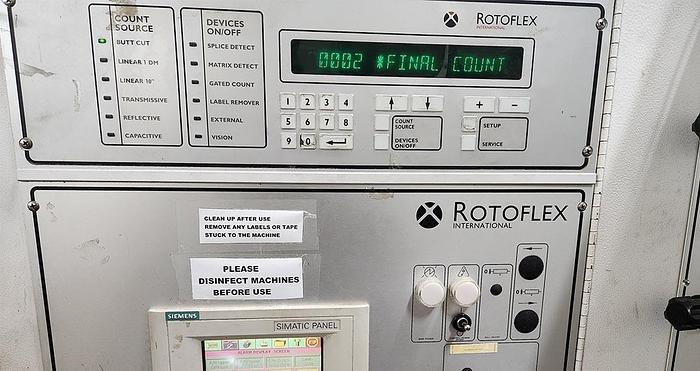 COUNT
SOURCE
BUTT CUT
LINEAR 1 DM
LINEAR 10"
TRANSMISSIVE
REFLECTIVE
CAPACITIVE
DEVICES
ON/OFF
SPLICE DETECT
MATRIX DETECT
GATED COUNT
LABEL REMOVER
EXTERNAL
VISION
ROTOFLEX
INTERNATIONAL
0002 *FINAL COUNT
1 2 3 4
5 6 7 8
9 0
COUNT
SOURCE
DEVICES
ON/OFF
+ −
SETUP
SERVICE
ROTOFLEX
INTERNATIONAL
CLEAN UP AFTER USE
REMOVE ANY LABELS OR TAPE
STUCK TO THE MACHINE
PLEASE
DISINFECT MACHINES
BEFORE USE
SIEMENS
SIMATIC PANEL
ALARM DISPLAY SCREEN